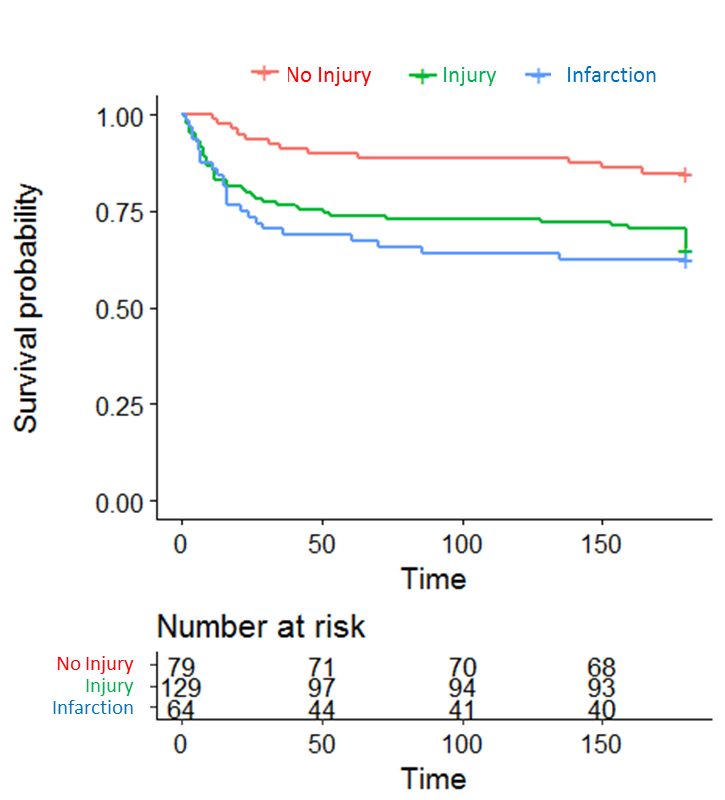 No Injury Injury Infarction
1.00
0.75
0.50
0.25
0.00
Survival probability
0 50 100 150
Time
Number at risk
No Injury 79 71 70 68
Injury 129 97 94 93
Infarction 64 44 41 40
0 50 100 150
Time